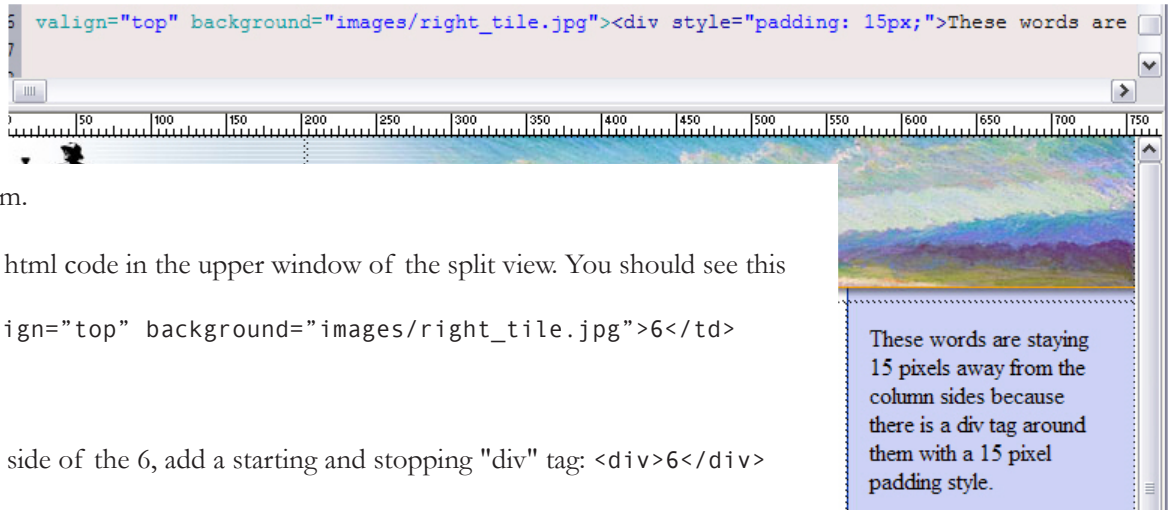 valign="top" background="images/right_tile.jpg"><div style="padding: 15px;">These words are
50 100 150 200 250 300 350 400 450 500 550 600 650 700 750
m.
html code in the upper window of the split view. You should see this
ign=”top” background=”images/right_tile.jpg”>6</td>
side of the 6, add a starting and stopping "div" tag: <div>6</div>
These words are staying
15 pixels away from the
column sides because
there is a div tag around
them with a 15 pixel
padding style.